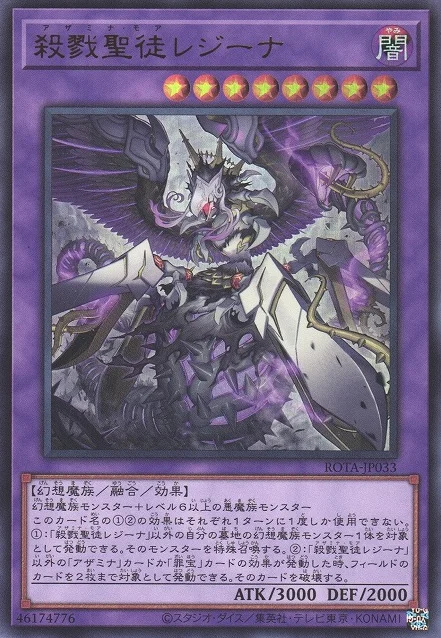 アザミナ・モア
殺戮聖徒レジーナ
やみ
闇
ROTA-JP033
【幻想魔族／融合／効果】
幻想魔族モンスター＋レベル６以上の悪魔族モンスター
このカード名の①②の効果はそれぞれ１ターンに１度しか使用できない。
①：「殺戮聖徒レジーナ」以外の自分の墓地の幻想魔族モンスター１体を対象
として発動できる。そのモンスターを特殊召喚する。②：「殺戮聖徒レジーナ」
以外の「アザミナ」カードか「罪宝」カードの効果が発動した時、フィールドの
カードを２枚まで対象として発動できる。そのカードを破壊する。
ATK/3000 DEF/2000
46174776
©スタジオ・ダイス／集英社・テレビ東京・KONAMI